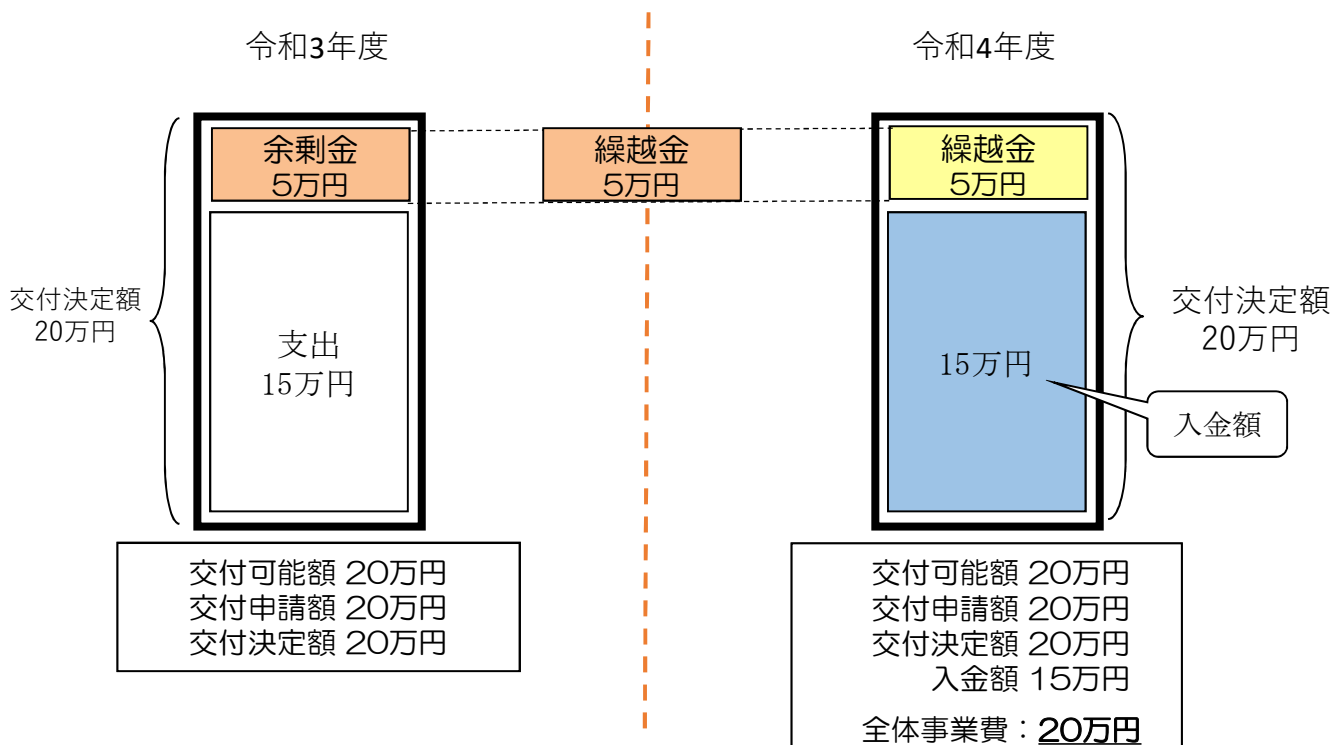 令和3年度
余剰金
5万円
支出
15万円
交付決定額
20万円
交付可能額 20万円
交付申請額 20万円
交付決定額 20万円
繰越金
5万円
令和4年度
繰越金
5万円
15万円
入金額
交付決定額
20万円
交付可能額 20万円
交付申請額 20万円
交付決定額 20万円
入金額 15万円
全体事業費：20万円